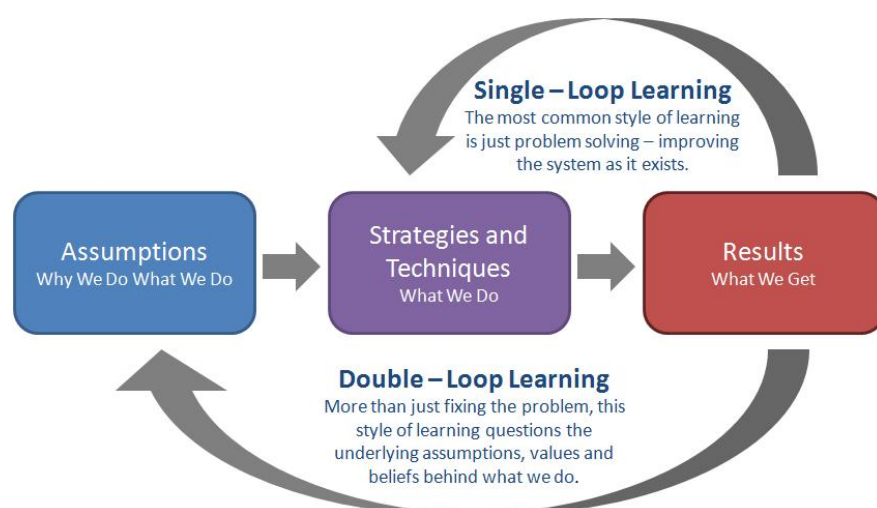 Single – Loop Learning
The most common style of learning
is just problem solving – improving
the system as it exists.
Assumptions
Why We Do What We Do
Strategies and
Techniques
What We Do
Results
What We Get
Double – Loop Learning
More than just fixing the problem, this
style of learning questions the
underlying assumptions, values and
beliefs behind what we do.